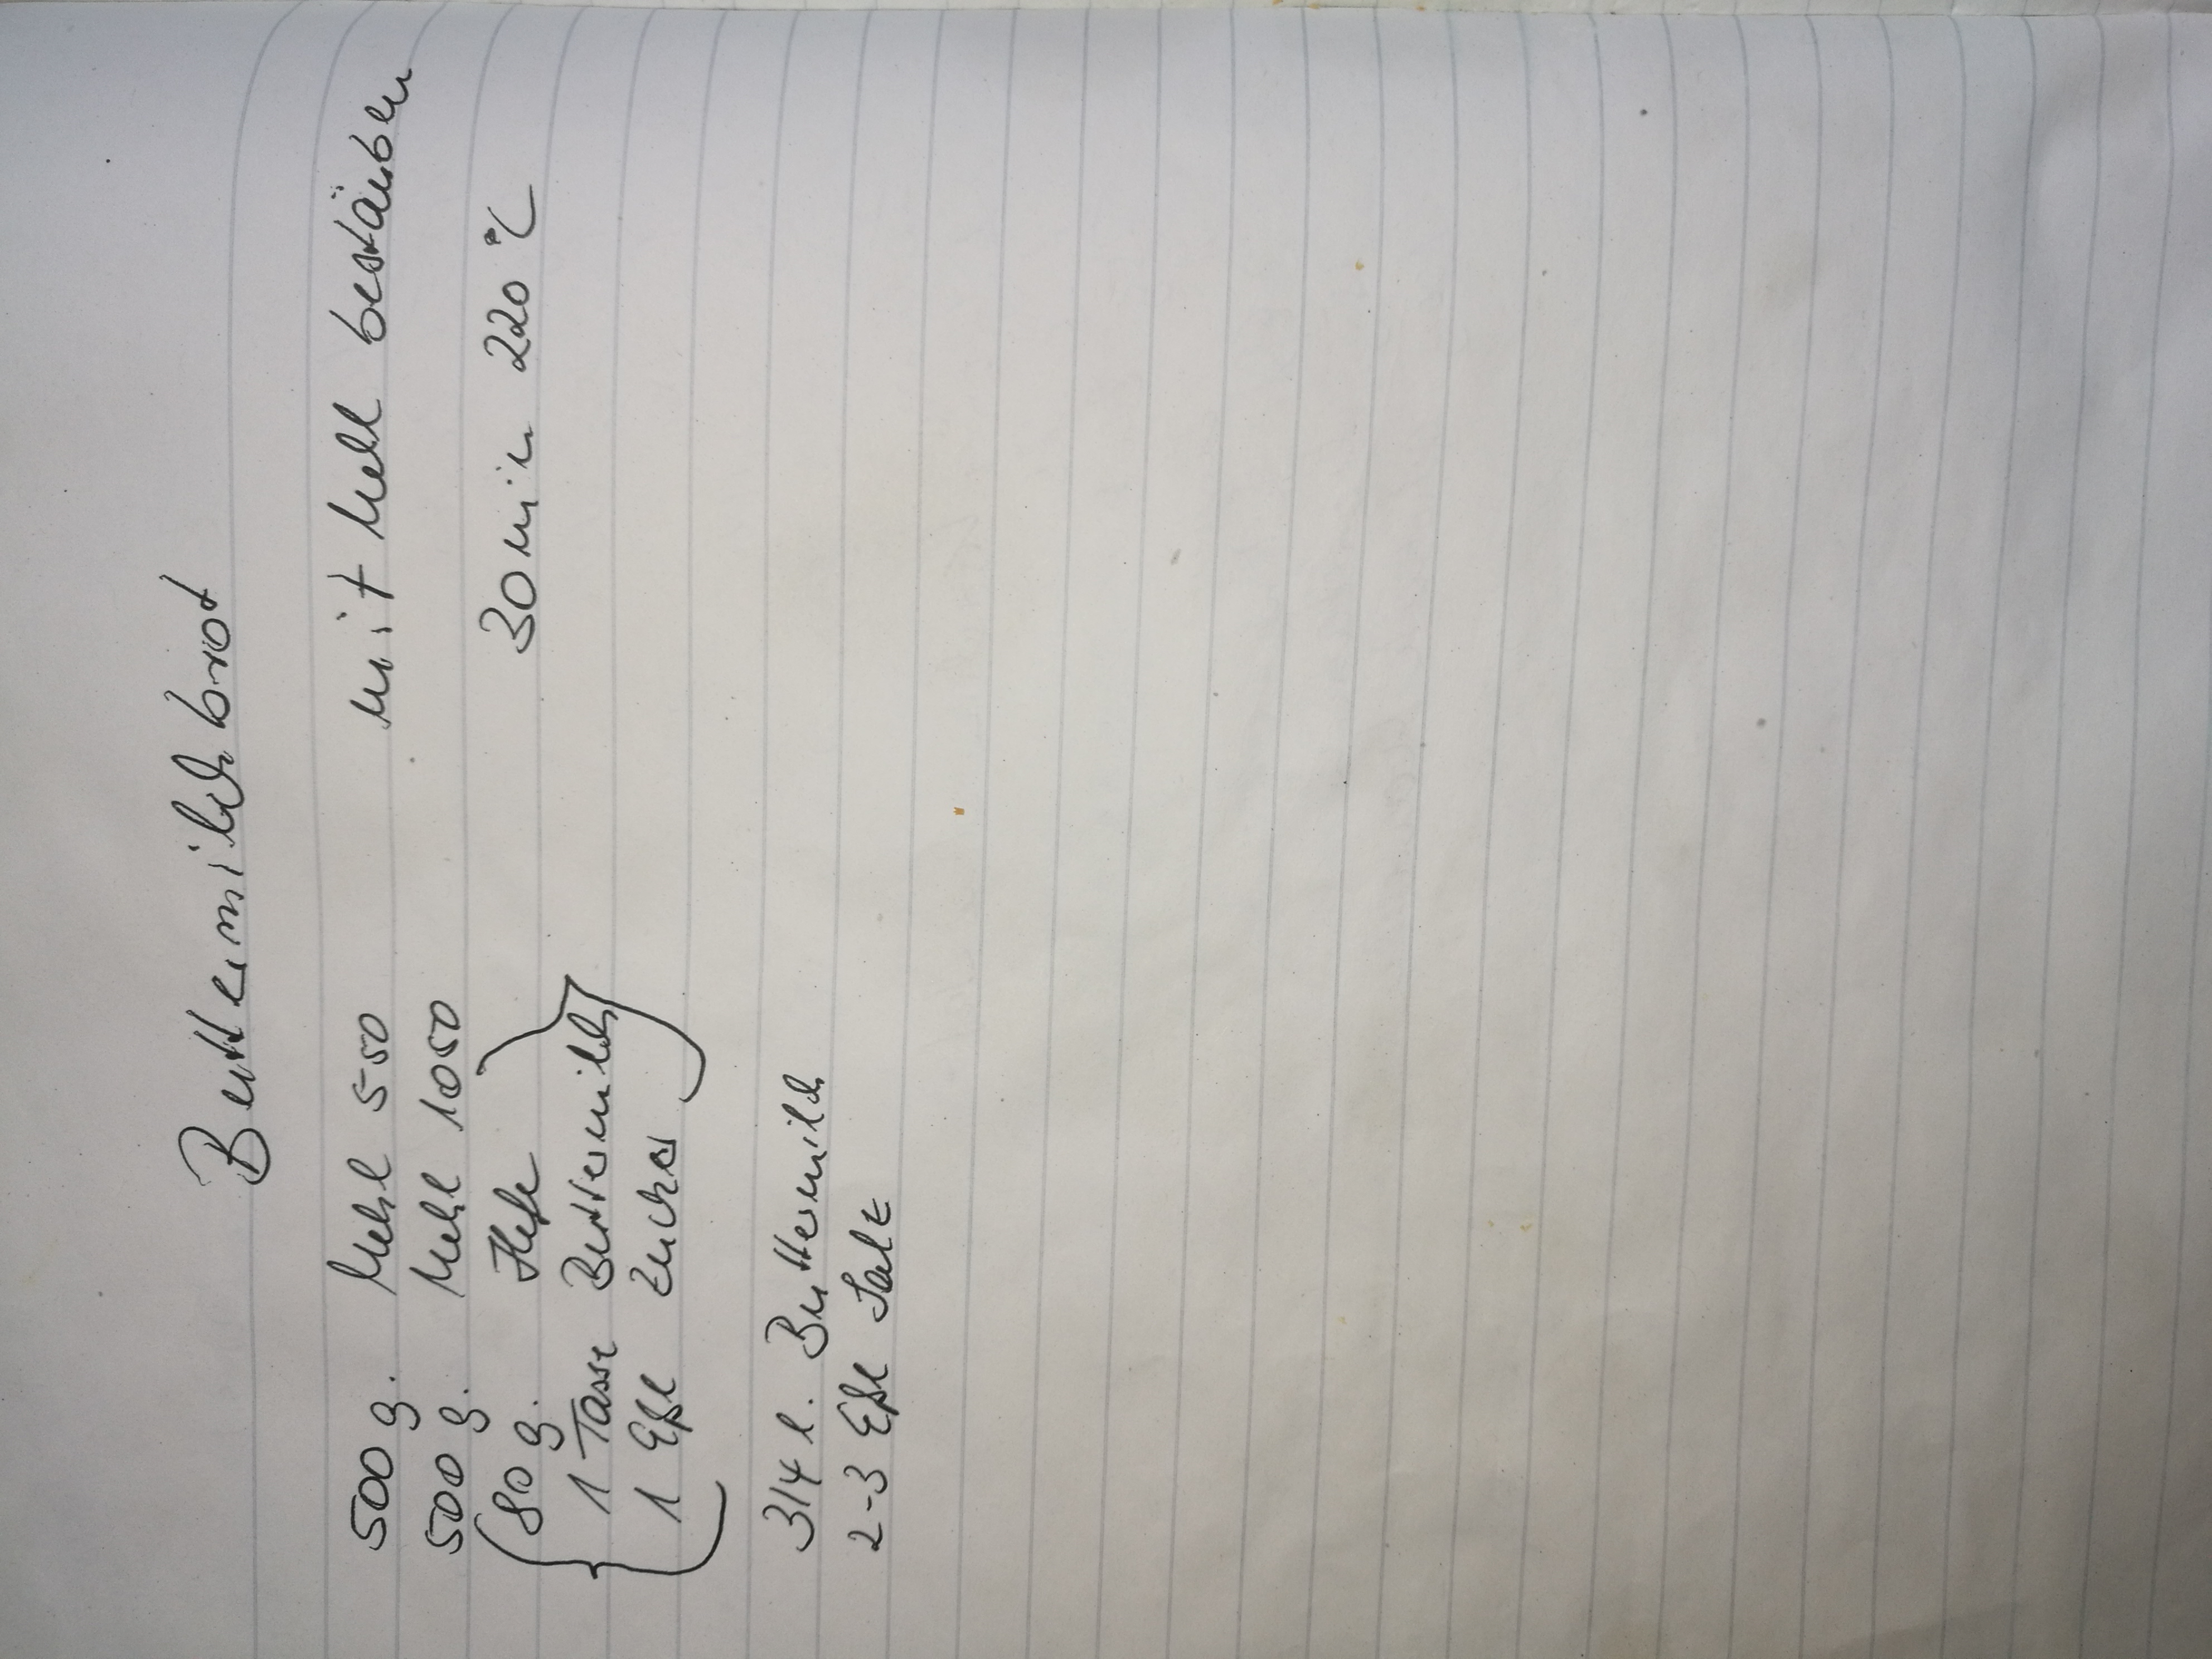 Buttermilchbrot
500 g. Mehl 550
500 g. Mehl 1050
80 g. Hefe
1 Tasse Buttermilch
1 Eßl Zucker
3/4 l. Buttermilch
2-3 Eßl Salz
mit Mehl bestäuben
30 min 220 °C